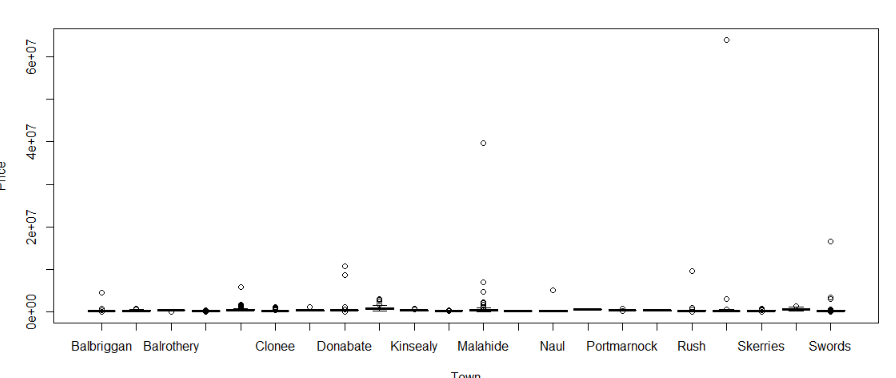 Price
6e+07
4e+07
2e+07
0e+00
Balbriggan Balrothery Clonee Donabate Kinsealy Malahide Naul Portmarnock Rush Skerries Swords
Town